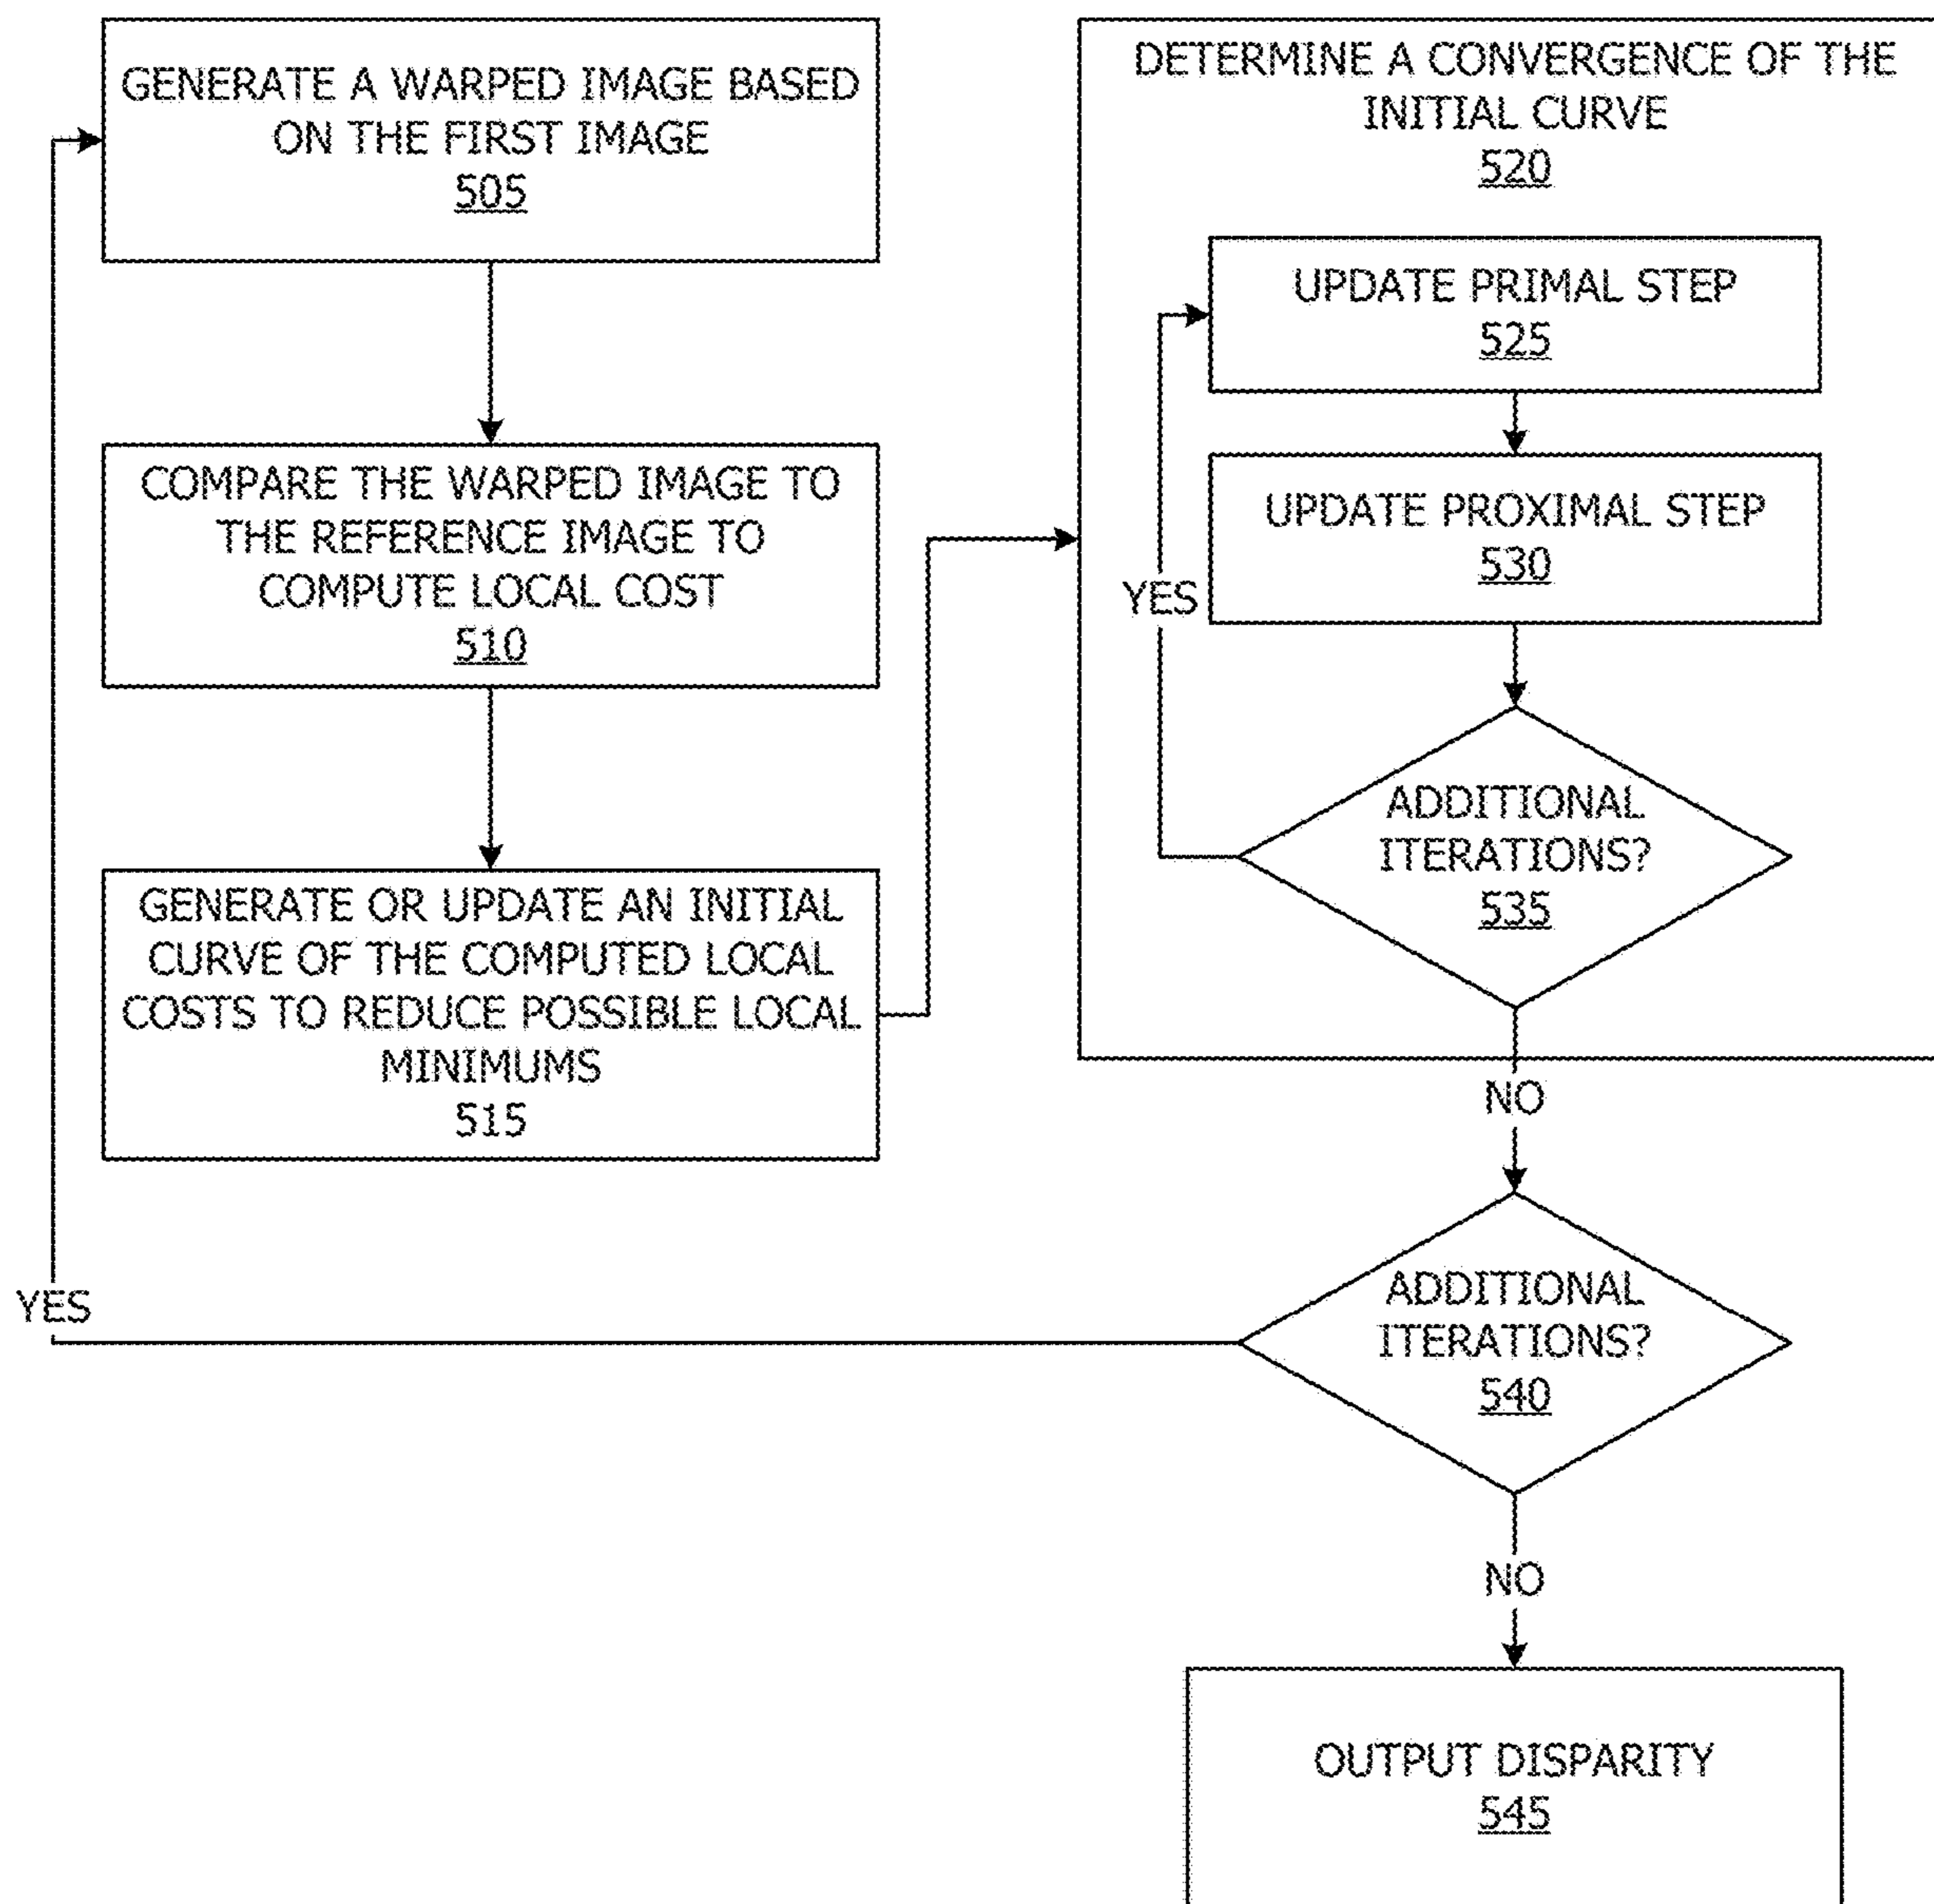 GENERATE A WARPED IMAGE BASED
ON THE FIRST IMAGE
505
COMPARE THE WARPED IMAGE TO
THE REFERENCE IMAGE TO
COMPUTE LOCAL COST
510
GENERATE OR UPDATE AN INITIAL
CURVE OF THE COMPUTED LOCAL
COSTS TO REDUCE POSSIBLE LOCAL
MINIMUMS
515
DETERMINE A CONVERGENCE OF THE
INITIAL CURVE
520
UPDATE PRIMAL STEP
525
UPDATE PROXIMAL STEP
530
YES
ADDITIONAL
ITERATIONS?
535
NO
ADDITIONAL
ITERATIONS?
540
YES
NO
OUTPUT DISPARITY
545